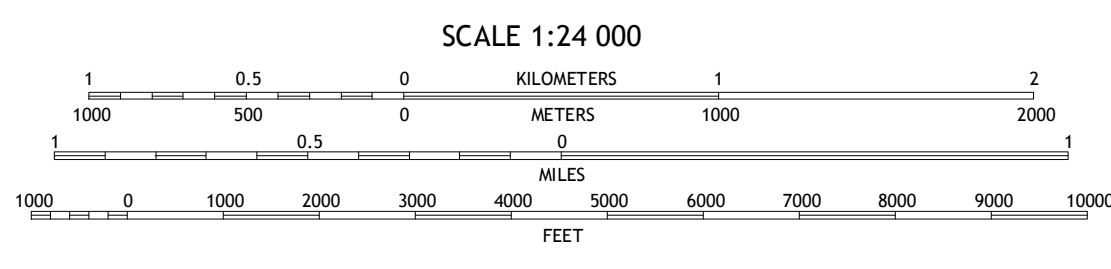 SCALE 1:24 000
1 0.5 0 KILOMETERS 1 2
1000 500 0 METERS 1000 2000
1 0.5 0 1
MILES
1000 0 1000 2000 3000 4000 5000 6000 7000 8000 9000 10000
FEET